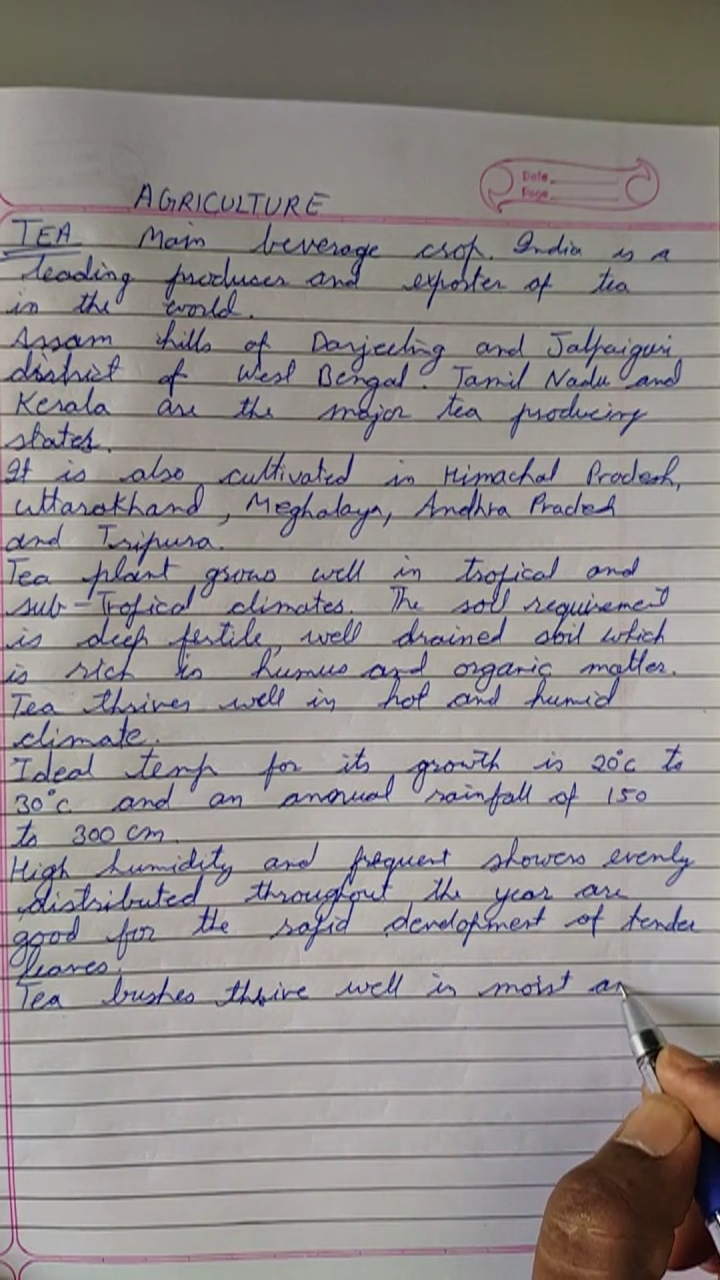 Date
Page
AGRICULTURE
TEA Main beverage crop. India is a
leading producer and exporter of tea
in the world.
Assam hills of Darjeeling and Jalpaiguri
district of West Bengal. Tamil Nadu and
Kerala are the major tea producing
states.
It is also cultivated in Himachal Pradesh,
Uttarakhand, Meghalaya, Andhra Pradesh
and Tripura.
Tea plant grows well in tropical and
sub-Tropical climates. The soil requirement
is deep fertile, well drained soil which
is rich in humus and organic matter.
Tea thrives well in hot and humid
climate.
Ideal temp for its growth is 20°c to
30°c and an annual rainfall of 150
to 300 cm.
High humidity and frequent showers evenly
distributed throughout the year are
good for the rapid development of tender
leaves.
Tea bushes thrive well in moist an